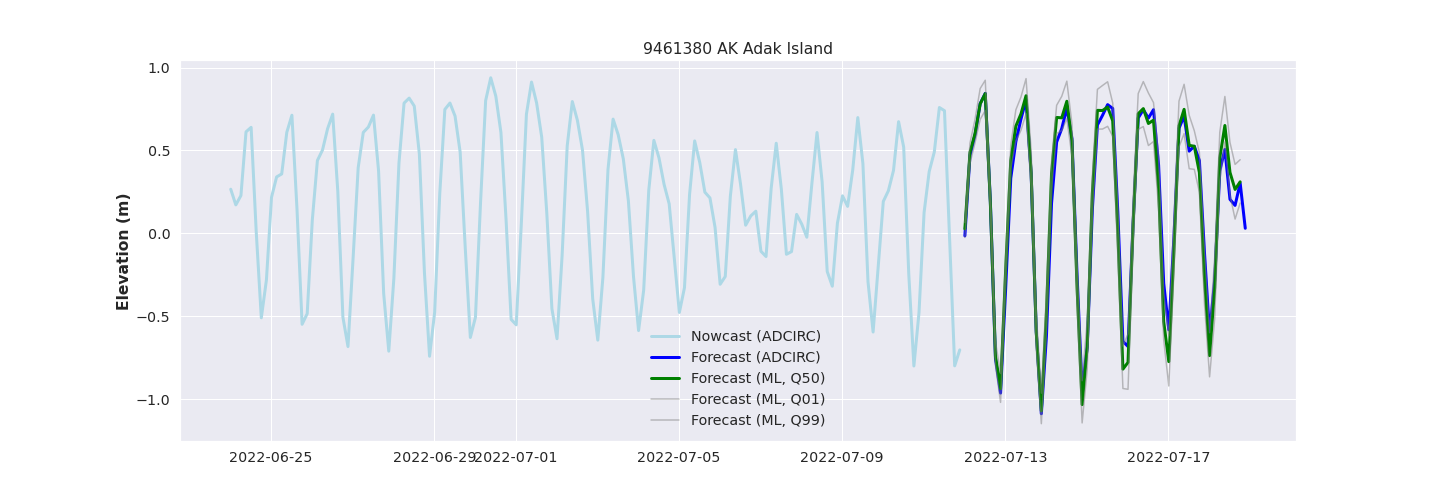 9461380 AK Adak Island
1.0
0.5
0.0
−0.5
−1.0
Elevation (m)
Nowcast (ADCIRC)
Forecast (ADCIRC)
Forecast (ML, Q50)
Forecast (ML, Q01)
Forecast (ML, Q99)
2022-06-25 2022-06-29 2022-07-01 2022-07-05 2022-07-09 2022-07-13 2022-07-17